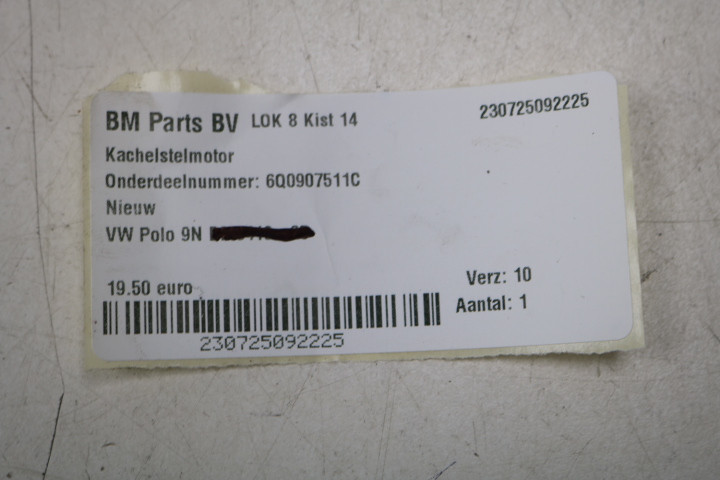 BM Parts BV LOK 8 Kist 14 230725092225
Kachelstelmotor
Onderdeelnummer: 6Q0907511C
Nieuw
VW Polo 9N
19.50 euro Verz: 10
Aantal: 1
230725092225